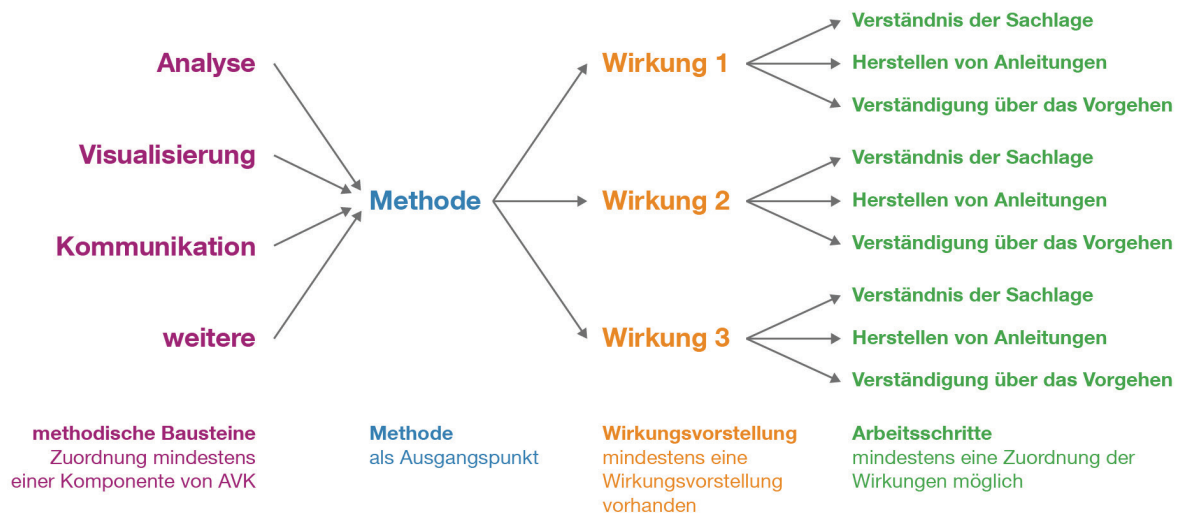 Analyse
Visualisierung
Kommunikation
weitere
Methode
Wirkung 1
Verständnis der Sachlage
Herstellen von Anleitungen
Verständigung über das Vorgehen
Wirkung 2
Verständnis der Sachlage
Herstellen von Anleitungen
Verständigung über das Vorgehen
Wirkung 3
Verständnis der Sachlage
Herstellen von Anleitungen
Verständigung über das Vorgehen
methodische Bausteine
Zuordnung mindestens
einer Komponente von AVK
Methode
als Ausgangspunkt
Wirkungsvorstellung
mindestens eine
Wirkungsvorstellung
vorhanden
Arbeitsschritte
mindestens eine Zuordnung der
Wirkungen möglich